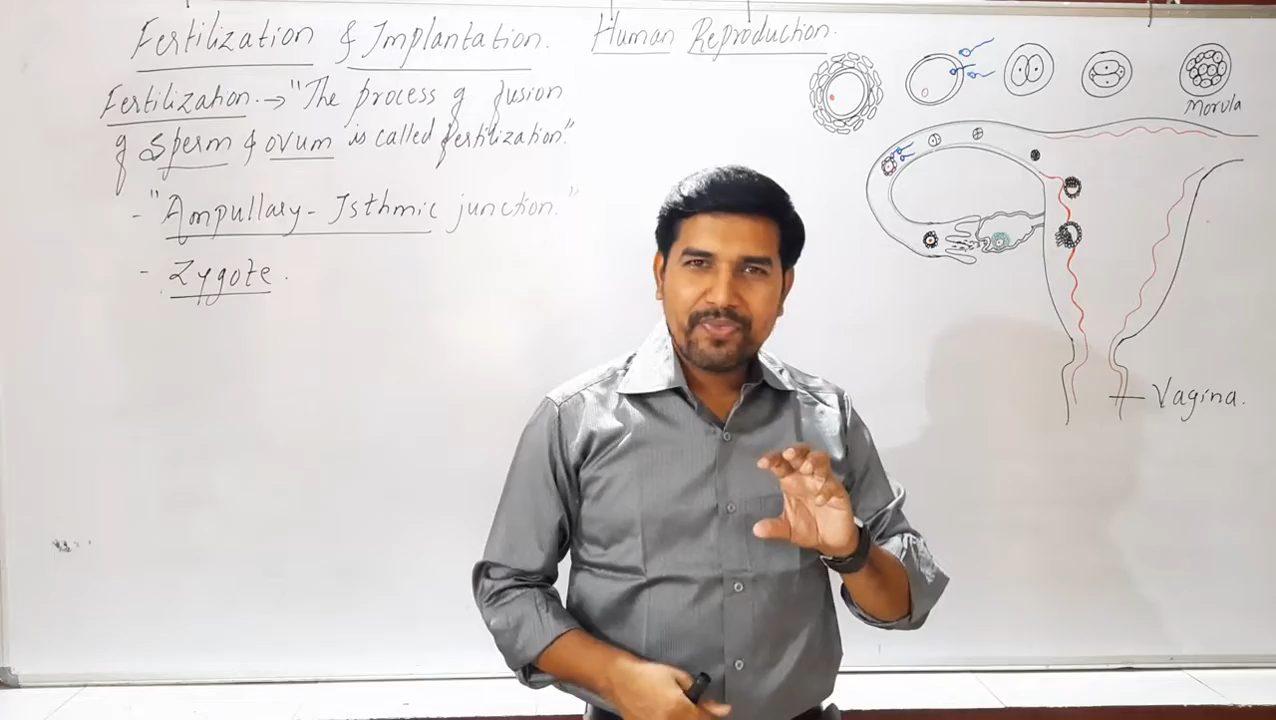 Fertilization & Implantation.
Human Reproduction.
Fertilization. → "The process of fusion
of sperm & ovum is called fertilization."
- "Ampullary - Isthmic junction."
- Zygote.
Morula
Vagina.